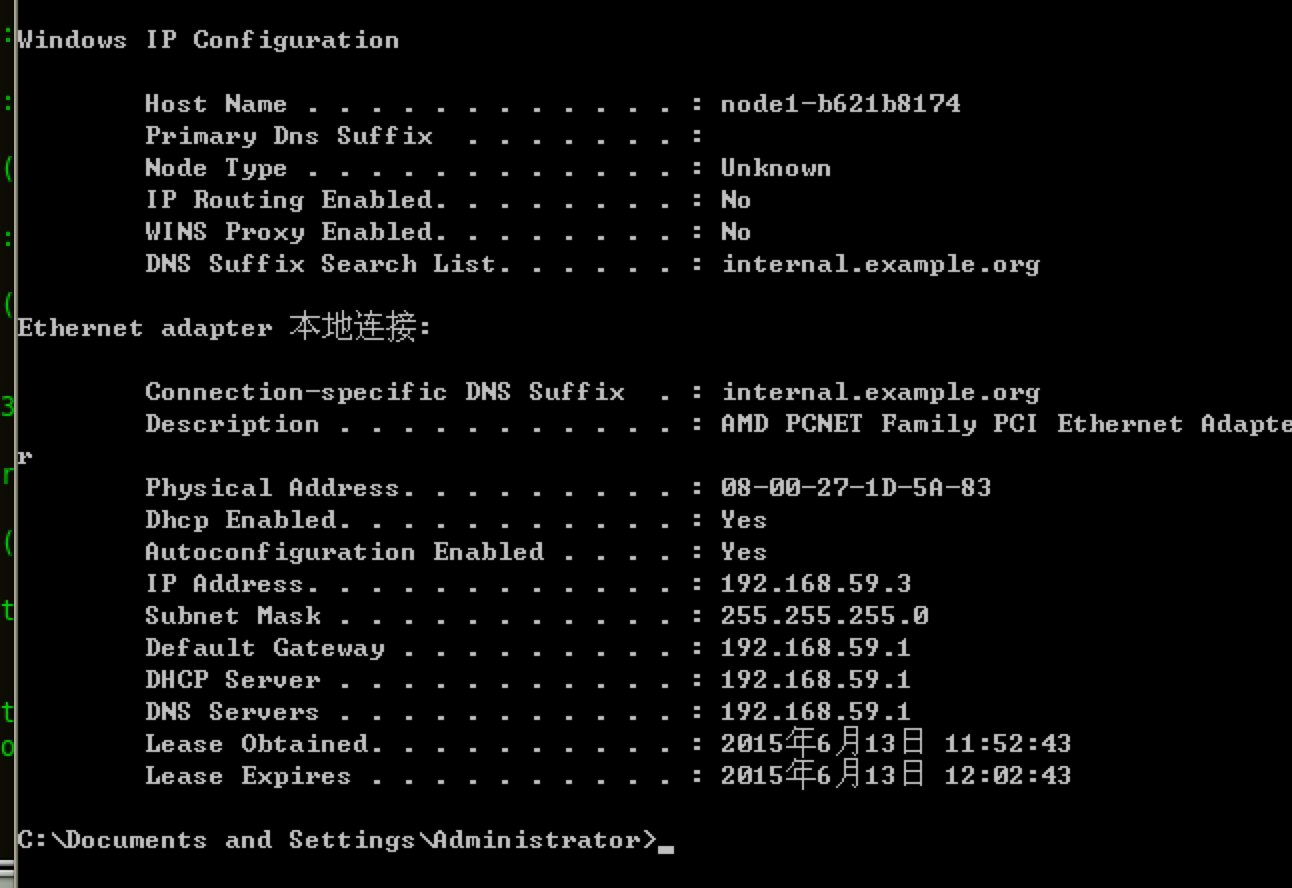 Windows IP Configuration
Host Name . . . . . . . . . . . . : node1-b621b8174
Primary Dns Suffix  . . . . . . . :
Node Type . . . . . . . . . . . . : Unknown
IP Routing Enabled. . . . . . . . : No
WINS Proxy Enabled. . . . . . . . : No
DNS Suffix Search List. . . . . . : internal.example.org
Ethernet adapter 本地连接:
Connection-specific DNS Suffix  . : internal.example.org
Description . . . . . . . . . . . : AMD PCNET Family PCI Ethernet Adapte
r
Physical Address. . . . . . . . . : 08-00-27-1D-5A-83
Dhcp Enabled. . . . . . . . . . . : Yes
Autoconfiguration Enabled . . . . : Yes
IP Address. . . . . . . . . . . . : 192.168.59.3
Subnet Mask . . . . . . . . . . . : 255.255.255.0
Default Gateway . . . . . . . . . : 192.168.59.1
DHCP Server . . . . . . . . . . . : 192.168.59.1
DNS Servers . . . . . . . . . . . : 192.168.59.1
Lease Obtained. . . . . . . . . . : 2015年6月13日 11:52:43
Lease Expires . . . . . . . . . . : 2015年6月13日 12:02:43
C:\Documents and Settings\Administrator>_